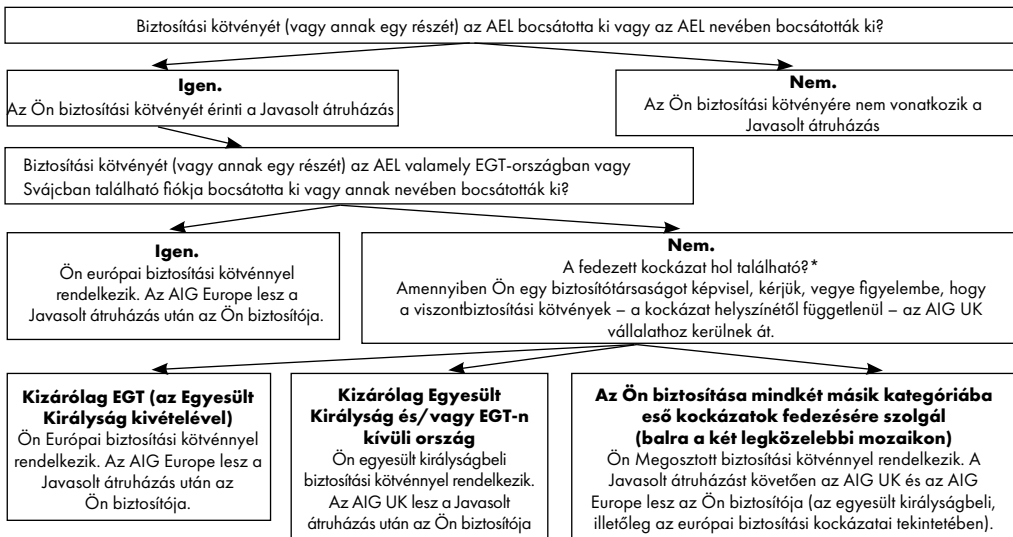 Biztosítási kötvényét (vagy annak egy részét) az AEL bocsátotta ki vagy az AEL nevében bocsátották ki?
Igen.
Az Ön biztosítási kötvényét érinti a Javasolt átruházás
Nem.
Az Ön biztosítási kötvényére nem vonatkozik a
Javasolt átruházás
Biztosítási kötvényét (vagy annak egy részét) az AEL valamely EGT-országban vagy
Svájcban található fiókja bocsátotta ki vagy annak nevében bocsátották ki?
Igen.
Ön európai biztosítási kötvénnyel
rendelkezik. Az AIG Europe lesz a
Javasolt átruházás után az Ön biztosítója.
Nem.
A fedezett kockázat hol található?*
Amennyiben Ön egy biztosítótársaságot képvisel, kérjük, vegye figyelembe, hogy
a viszontbiztosítási kötvények – a kockázat helyszínétől függetlenül – az AIG UK
vállalathoz kerülnek át.
Kizárólag EGT (az Egyesült
Királyság kivételével)
Ön Európai biztosítási kötvénnyel
rendelkezik. Az AIG Europe lesz a
Javasolt átruházás után az
Ön biztosítója.
Kizárólag Egyesült
Királyság és/vagy EGT-n
kívüli ország
Ön egyesült királyságbeli
biztosítási kötvénnyel rendelkezik.
Az AIG UK lesz a Javasolt
átruházás után az Ön biztosítója
Az Ön biztosítása mindkét másik kategóriába
eső kockázatok fedezésére szolgál
(balra a két legközelebbi mozaikon)
Ön Megosztott biztosítási kötvénnyel rendelkezik. A
Javasolt átruházást követően az AIG UK és az AIG
Europe lesz az Ön biztosítója (az egyesült királyságbeli,
illetőleg az európai biztosítási kockázatai tekintetében).